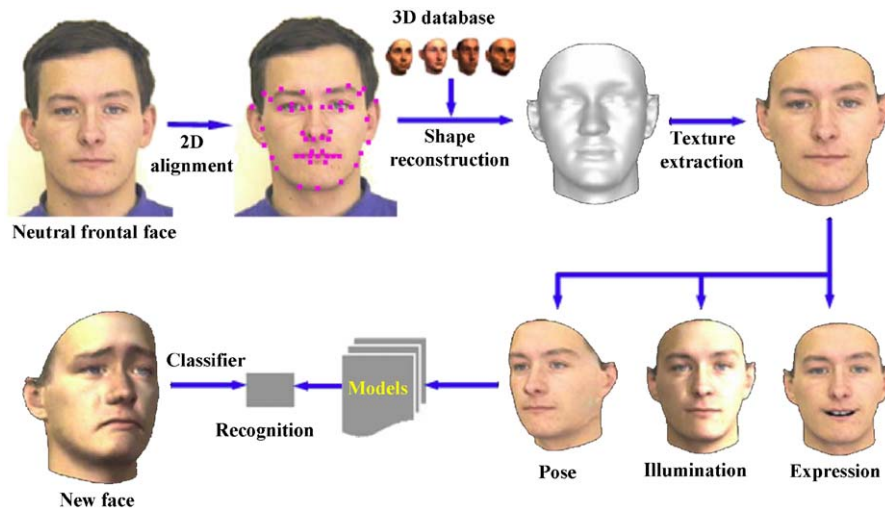 3D database
2D
alignment
Shape
reconstruction
Texture
extraction
Neutral frontal face
Classifier
Models
Recognition
Pose
Illumination
Expression
New face